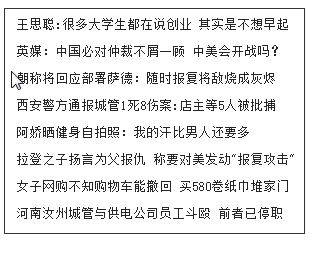 王思聪:很多大学生都在说创业 其实是不想早起
英媒：中国必对仲裁不屑一顾 中美会开战吗?
朝称将回应部署萨德：随时报复将敌烧成灰烬
西安警方通报城管1死8伤案:店主等5人被批捕
阿娇晒健身自拍照：我的汗比男人还要多
拉登之子扬言为父报仇 称要对美发动"报复攻击"
女子网购不知购物车能撤回 买580卷纸巾堆家门
河南汝州城管与供电公司员工斗殴 前者已停职